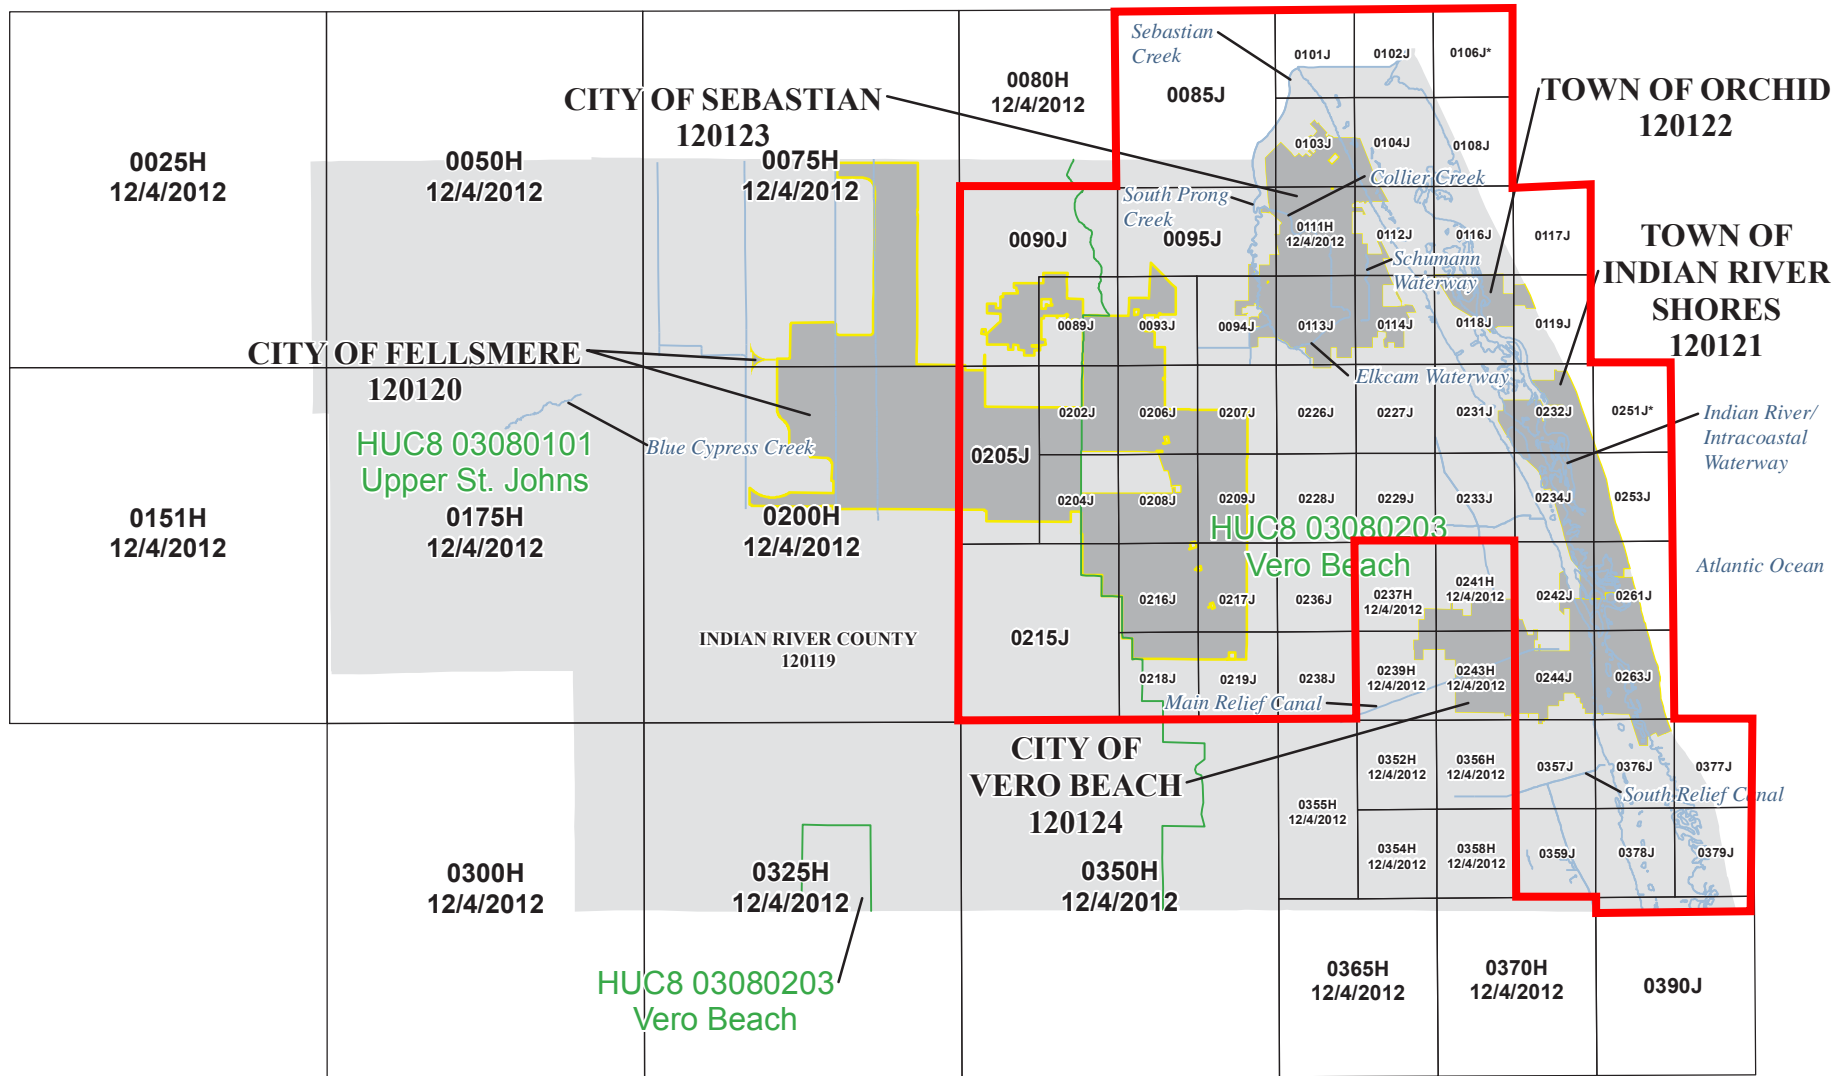 Sebastian
Creek
0101J
0102J
0106J*
0080H
12/4/2012
0085J
CITY OF SEBASTIAN
120123
TOWN OF ORCHID
120122
0025H
12/4/2012
0050H
12/4/2012
0075H
12/4/2012
0103J
0104J
0108J
Collier Creek
South Prong
Creek
0090J
0095J
0111H
12/4/2012
0112J
0116J
0117J
Schumann
Waterway
TOWN OF
INDIAN RIVER
SHORES
120121
0089J
0093J
0094J
0113J
0114J
0118J
0119J
CITY OF FELLSMERE
120120
Elkcam Waterway
0202J
0206J
0207J
0226J
0227J
0231J
0232J
0251J*
Indian River/
Intracoastal
Waterway
HUC8 03080101
Upper St. Johns
Blue Cypress Creek
0205J
0151H
12/4/2012
0175H
12/4/2012
0200H
12/4/2012
0204J
0208J
0209J
0228J
0229J
0233J
0234J
0253J
HUC8 03080203
Vero Beach
Atlantic Ocean
0216J
0217J
0236J
0237H
12/4/2012
0241H
12/4/2012
0242J
0261J
INDIAN RIVER COUNTY
120119
0215J
0218J
0219J
0238J
0239H
12/4/2012
0243H
12/4/2012
0244J
0263J
Main Relief Canal
CITY OF
VERO BEACH
120124
0352H
12/4/2012
0356H
12/4/2012
0357J
0376J
0377J
South Relief Canal
0355H
12/4/2012
0354H
12/4/2012
0358H
12/4/2012
0359J
0378J
0379J
0300H
12/4/2012
0325H
12/4/2012
0350H
12/4/2012
HUC8 03080203
Vero Beach
0365H
12/4/2012
0370H
12/4/2012
0390J